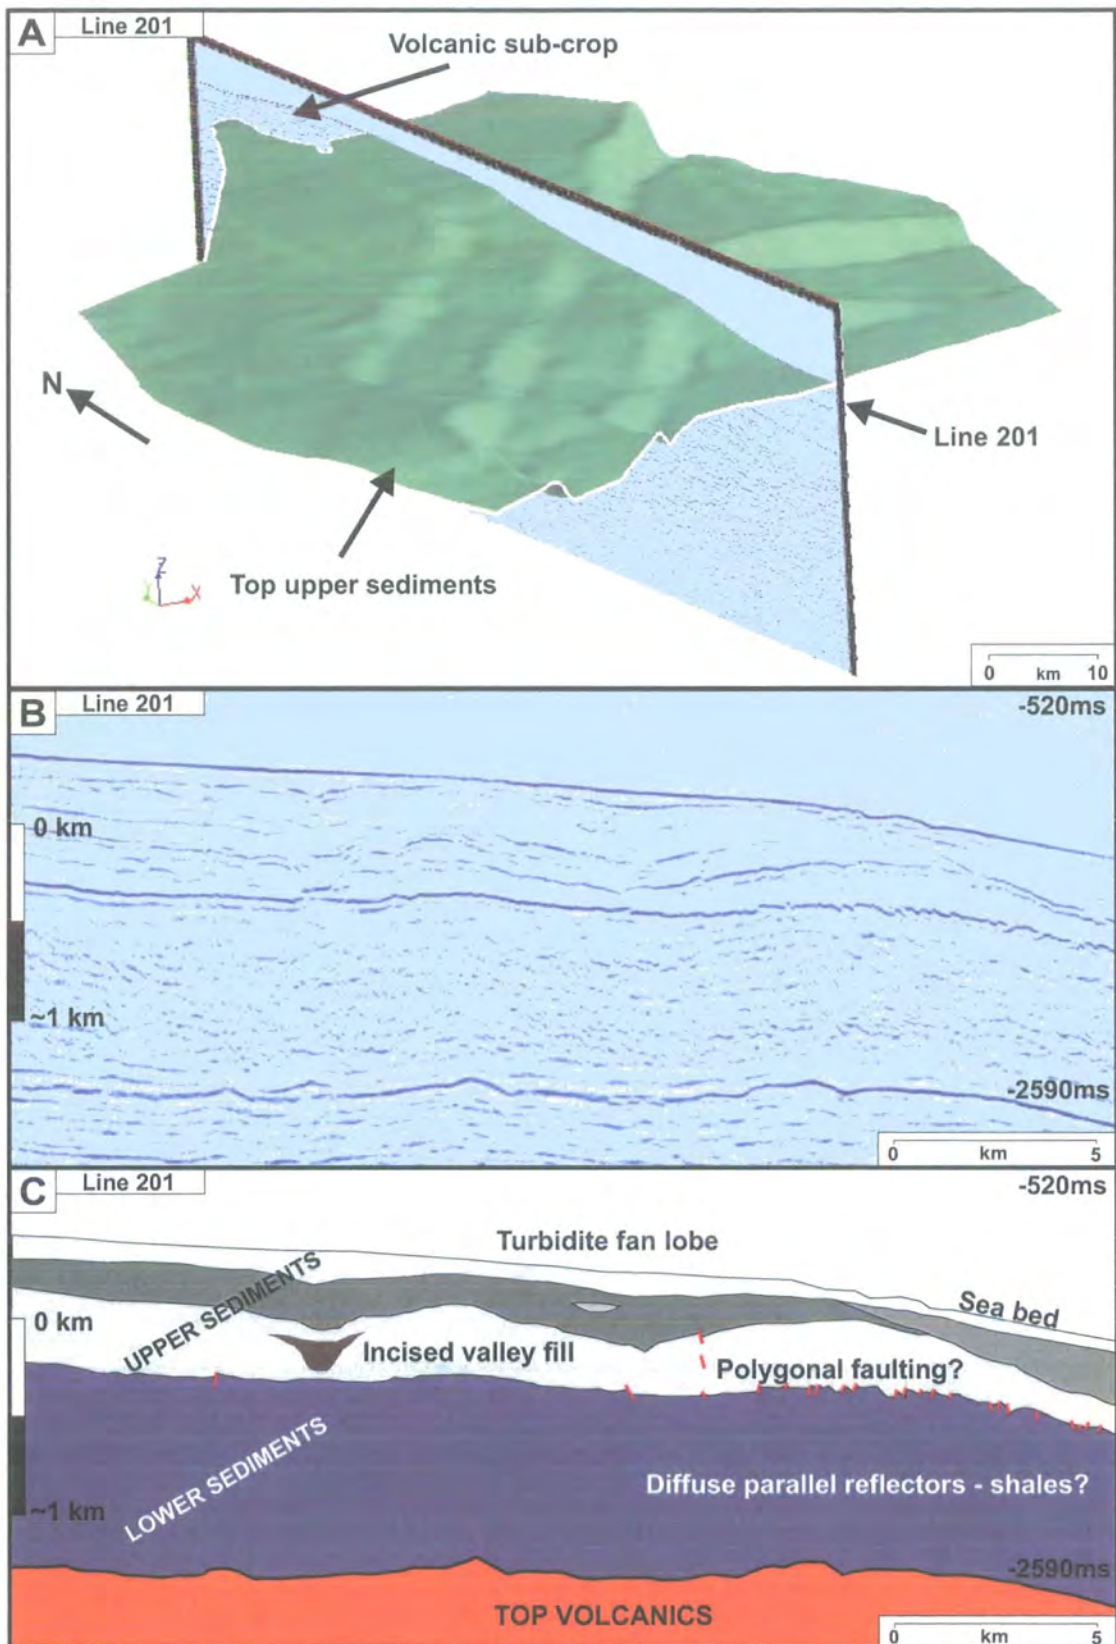 A
Line 201
Volcanic sub-crop
N
Line 201
Top upper sediments
Z
Y
X
0 km 10
B
Line 201
-520ms
0 km
~1 km
-2590ms
0 km 5
C
Line 201
-520ms
Turbidite fan lobe
UPPER SEDIMENTS
Sea bed
0 km
Incised valley fill
Polygonal faulting?
LOWER SEDIMENTS
Diffuse parallel reflectors - shales?
~1 km
-2590ms
TOP VOLCANICS
0 km 5